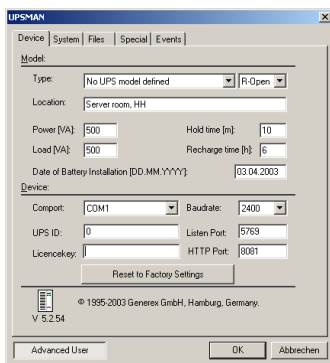 UPSMAN
Device System Files Special Events
Model:
Type: No UPS model defined R-Open
Location: Server room, HH
Power [VA]: 500 Hold time [m]: 10
Load [VA]: 500 Recharge time [h]: 6
Date of Battery Installation [DD.MM.YYYY]: 03.04.2003
Device:
Comport: COM1 Baudrate: 2400
UPS ID: 0 Listen Port: 5769
Licencekey: HTTP Port: 8081
Reset to Factory Settings
© 1995-2003 Generex GmbH, Hamburg, Germany.
V 5.2.54
Advanced User OK Abbrechen